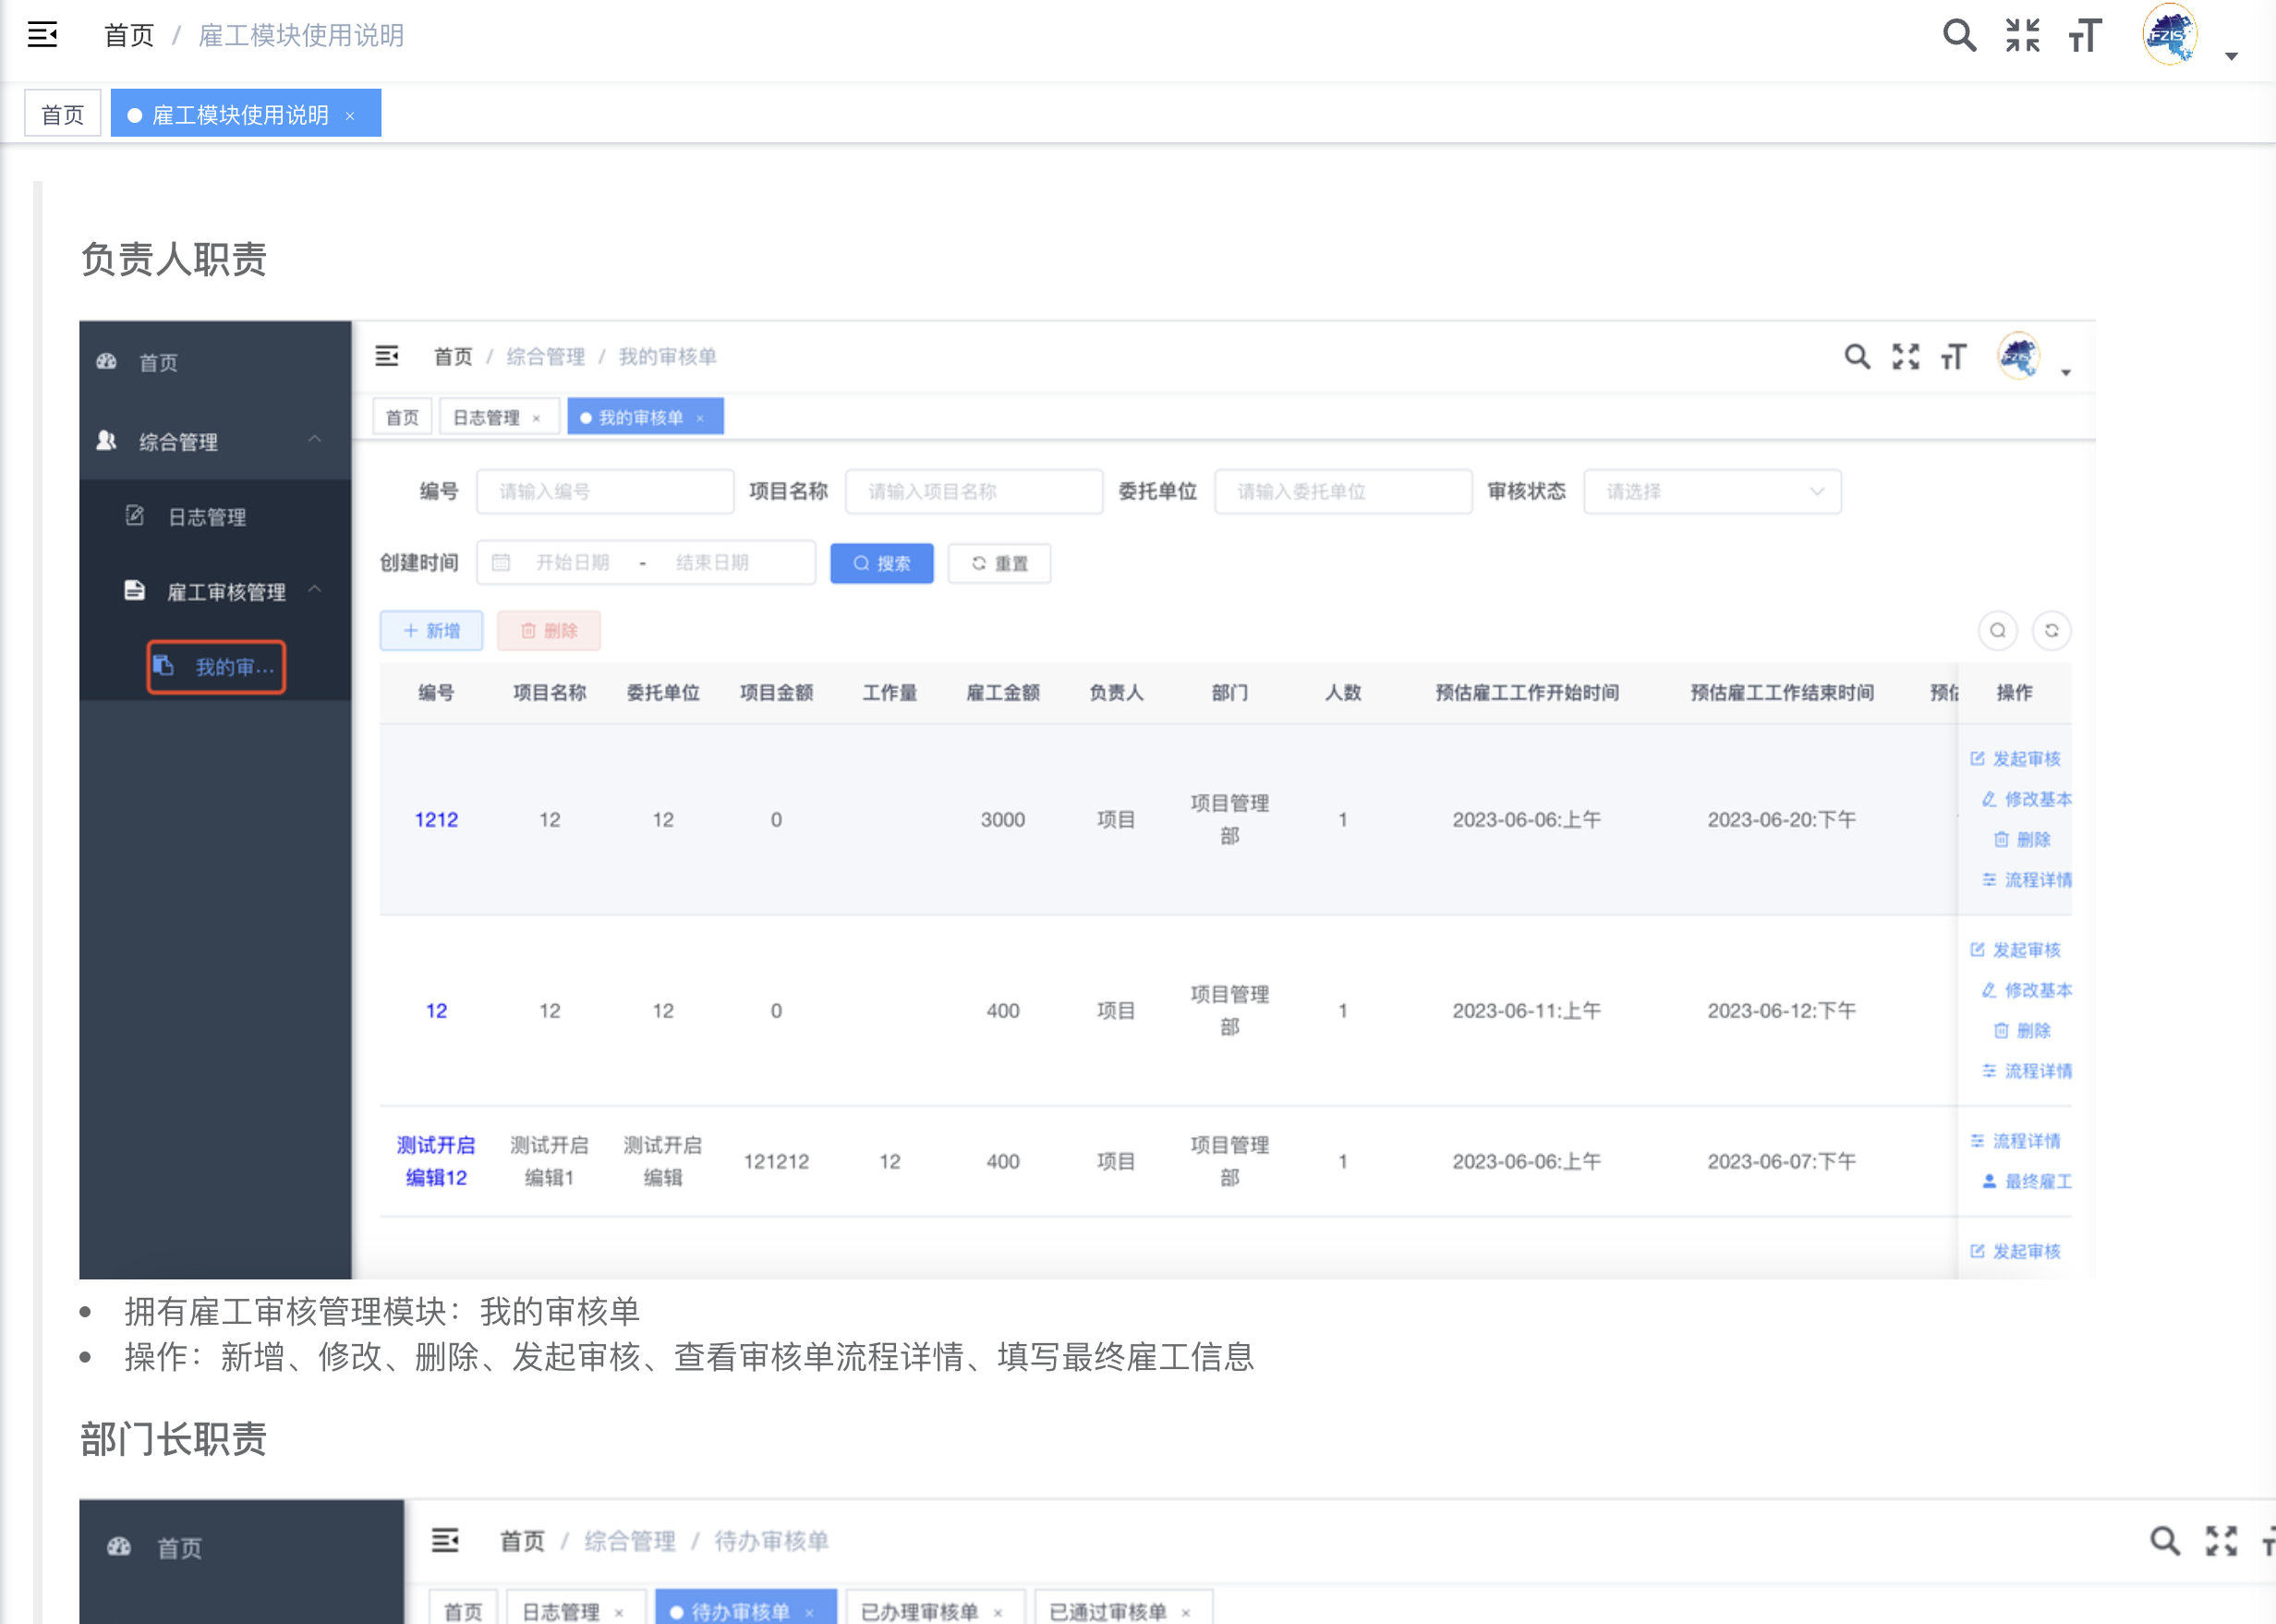 首页 / 雇工模块使用说明
FZIS
首页 雇工模块使用说明 ×
负责人职责
首页
综合管理
日志管理
雇工审核管理
我的审...
首页 / 综合管理 / 我的审核单
FZIS
首页 日志管理 × 我的审核单 ×
编号 请输入编号 项目名称 请输入项目名称 委托单位 请输入委托单位 审核状态 请选择
创建时间 开始日期 - 结束日期 搜索 重置
+ 新增 删除
编号 项目名称 委托单位 项目金额 工作量 雇工金额 负责人 部门 人数 预估雇工工作开始时间 预估雇工工作结束时间 预估 操作
1212 12 12 0 3000 项目 项目管理部 1 2023-06-06:上午 2023-06-20:下午
发起审核
修改基本
删除
流程详情
12 12 12 0 400 项目 项目管理部 1 2023-06-11:上午 2023-06-12:下午
发起审核
修改基本
删除
流程详情
测试开启编辑12 测试开启编辑1 测试开启编辑 121212 12 400 项目 项目管理部 1 2023-06-06:上午 2023-06-07:下午
流程详情
最终雇工
发起审核
• 拥有雇工审核管理模块：我的审核单
• 操作：新增、修改、删除、发起审核、查看审核单流程详情、填写最终雇工信息
部门长职责
首页
首页 / 综合管理 / 待办审核单
首页 日志管理 × 待办审核单 × 已办理审核单 × 已通过审核单 ×